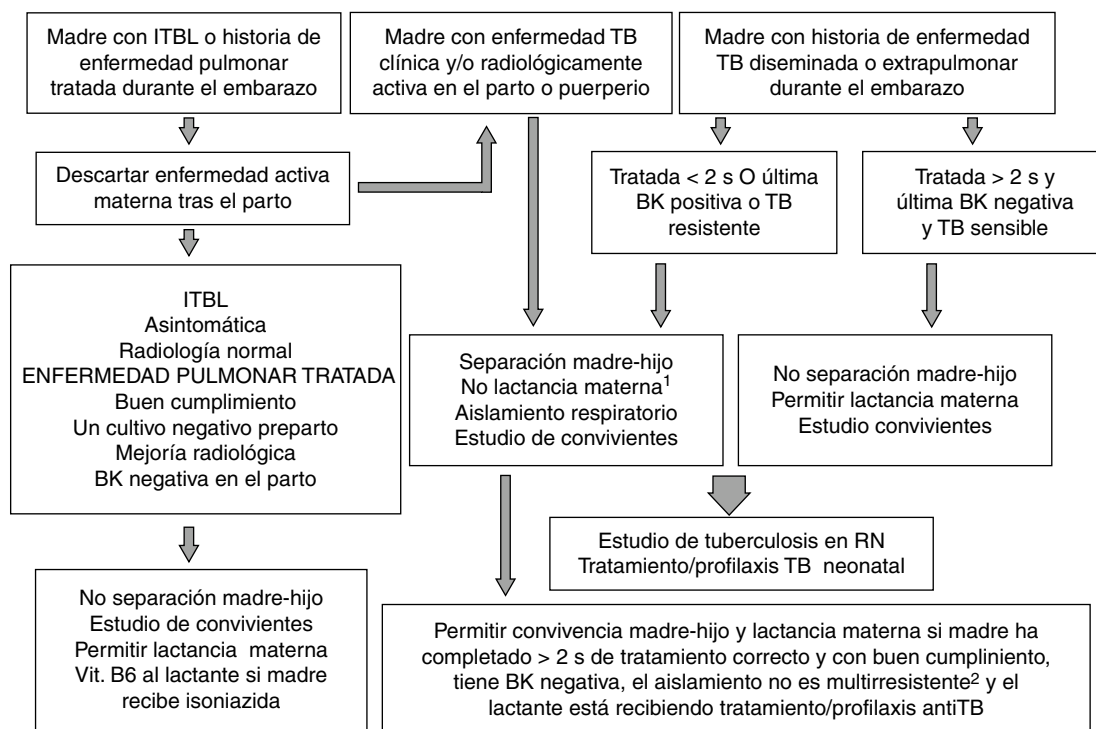 Madre con ITBL o historia de
enfermedad pulmonar
tratada durante el embarazo
Madre con enfermedad TB
clínica y/o radiológicamente
activa en el parto o puerperio
Madre con historia de enfermedad
TB diseminada o extrapulmonar
durante el embarazo
Descartar enfermedad activa
materna tras el parto
Tratada < 2 s O última
BK positiva o TB
resistente
Tratada > 2 s y
última BK negativa
y TB sensible
ITBL
Asintomática
Radiología normal
ENFERMEDAD PULMONAR TRATADA
Buen cumplimiento
Un cultivo negativo preparto
Mejoría radiológica
BK negativa en el parto
Separación madre-hijo
No lactancia materna1
Aislamiento respiratorio
Estudio de convivientes
No separación madre-hijo
Permitir lactancia materna
Estudio convivientes
Estudio de tuberculosis en RN
Tratamiento/profilaxis TB neonatal
No separación madre-hijo
Estudio de convivientes
Permitir lactancia materna
Vit. B6 al lactante si madre
recibe isoniazida
Permitir convivencia madre-hijo y lactancia materna si madre ha
completado > 2 s de tratamiento correcto y con buen cumpliniento,
tiene BK negativa, el aislamiento no es multirresistente2 y el
lactante está recibiendo tratamiento/profilaxis antiTB